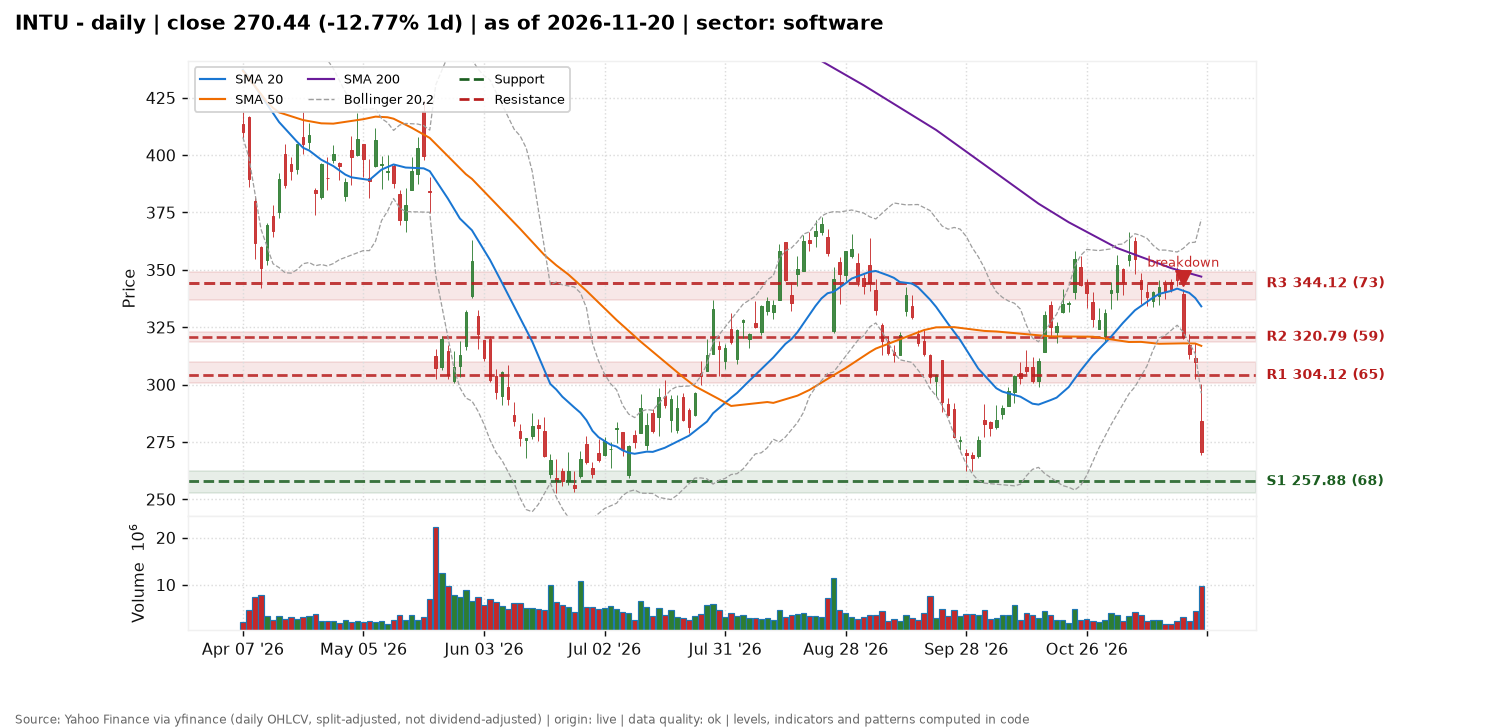 INTU - daily | close 270.44 (-12.77% 1d) | as of 2026-11-20 | sector: software
SMA 20
SMA 50
SMA 200
Bollinger 20,2
Support
Resistance
Price
425
400
375
350
325
300
275
250
breakdown
R3 344.12 (73)
R2 320.79 (59)
R1 304.12 (65)
S1 257.88 (68)
Volume 10⁶
20
10
Apr 07 '26
May 05 '26
Jun 03 '26
Jul 02 '26
Jul 31 '26
Aug 28 '26
Sep 28 '26
Oct 26 '26
Source: Yahoo Finance via yfinance (daily OHLCV, split-adjusted, not dividend-adjusted) | origin: live | data quality: ok | levels, indicators and patterns computed in code